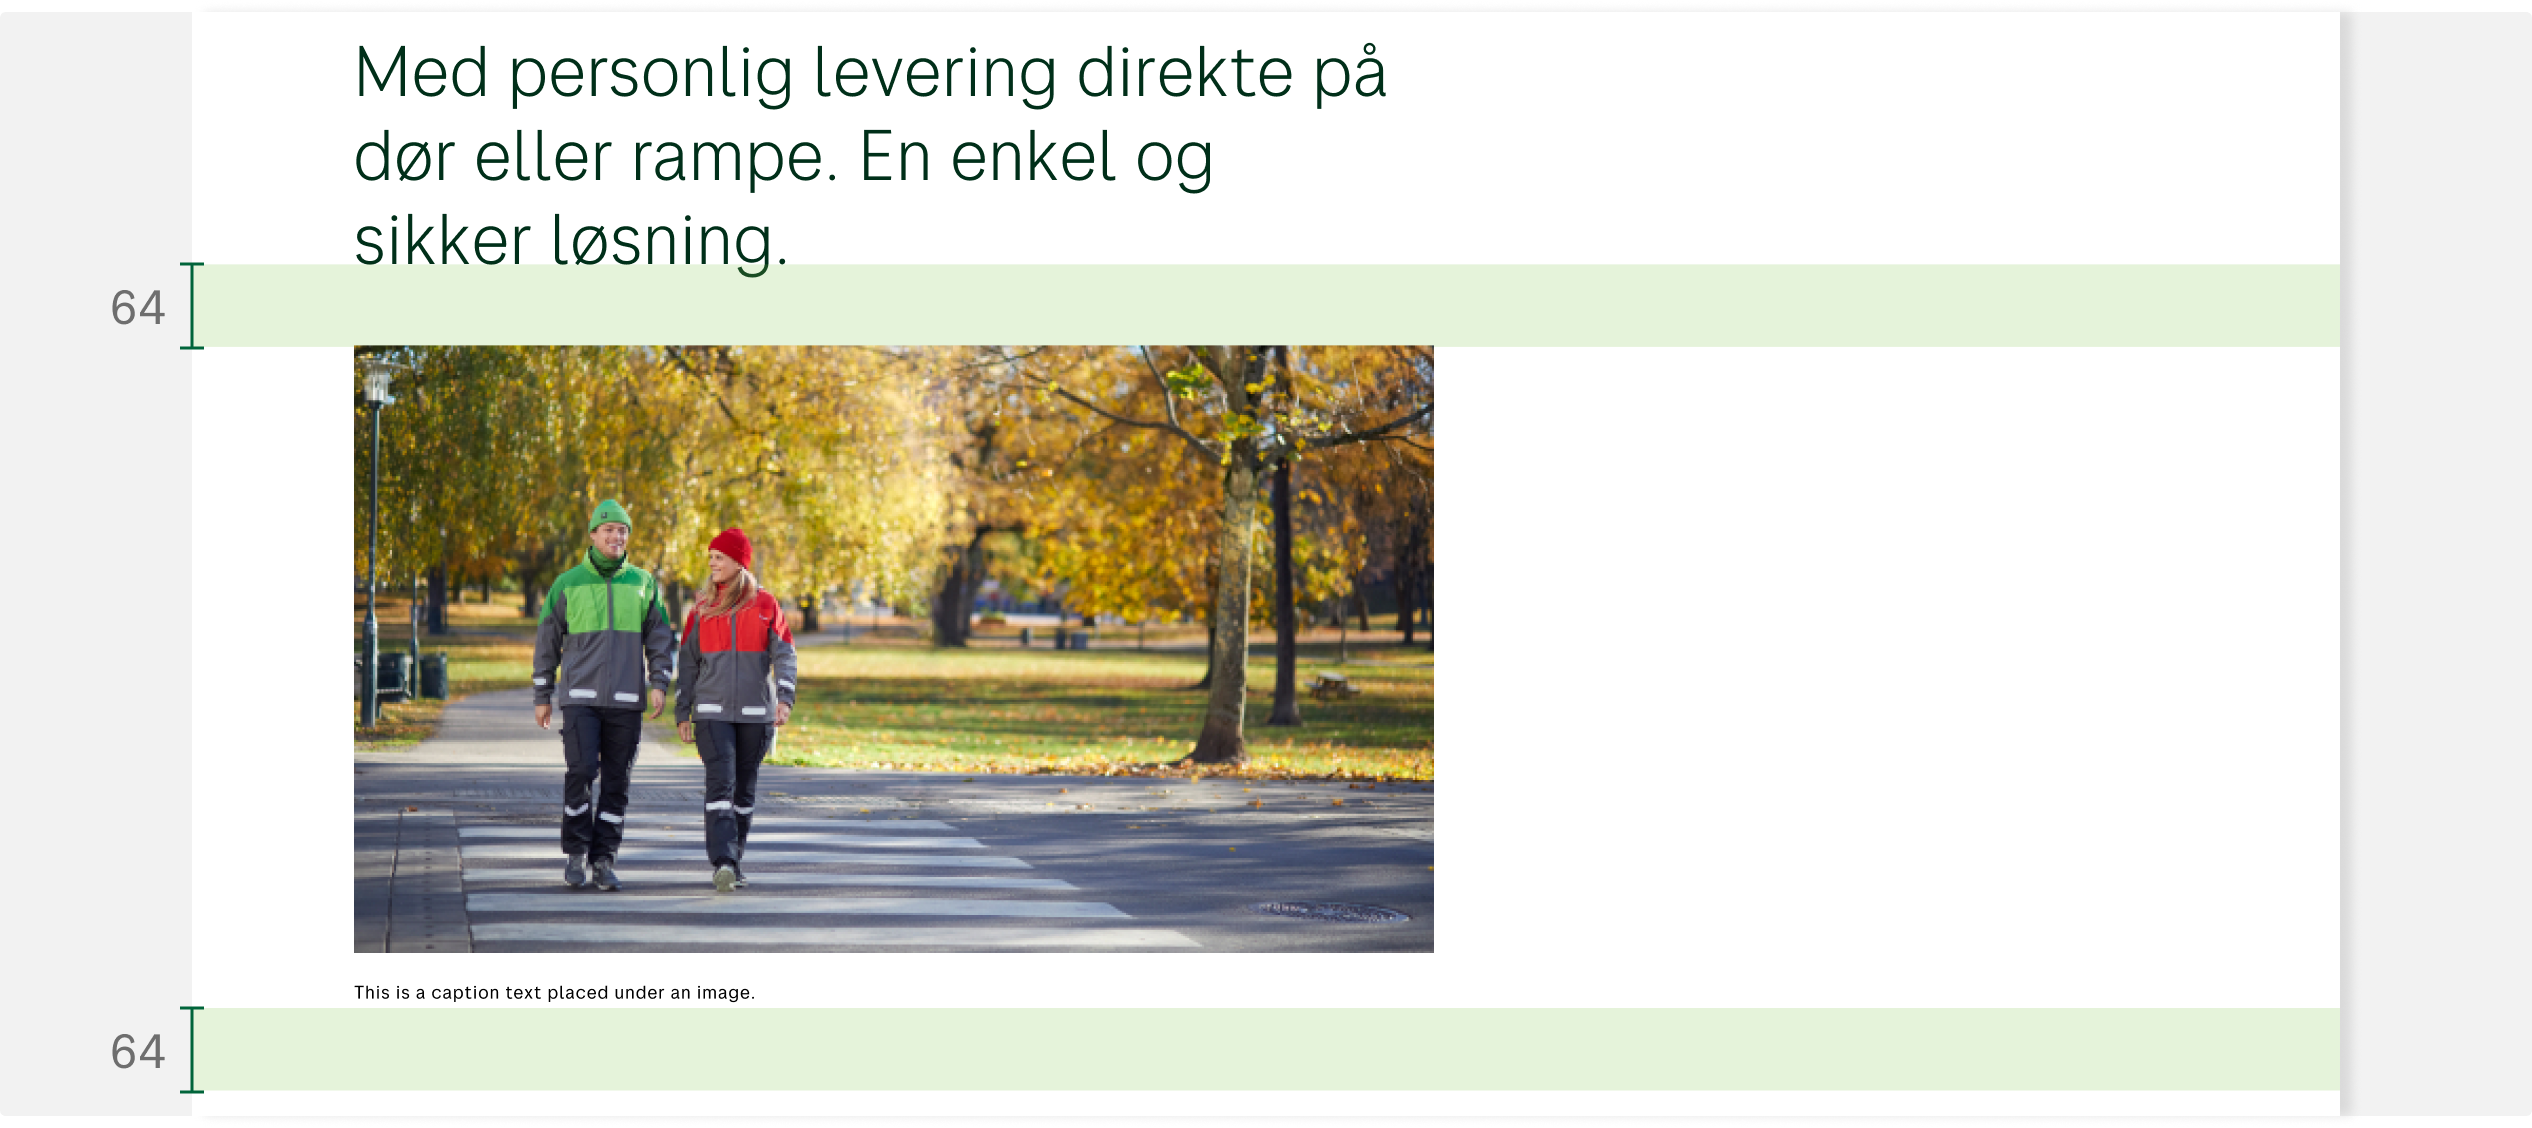 Med personlig levering direkte på
dør eller rampe. En enkel og
sikker løsning.
64
This is a caption text placed under an image.
64